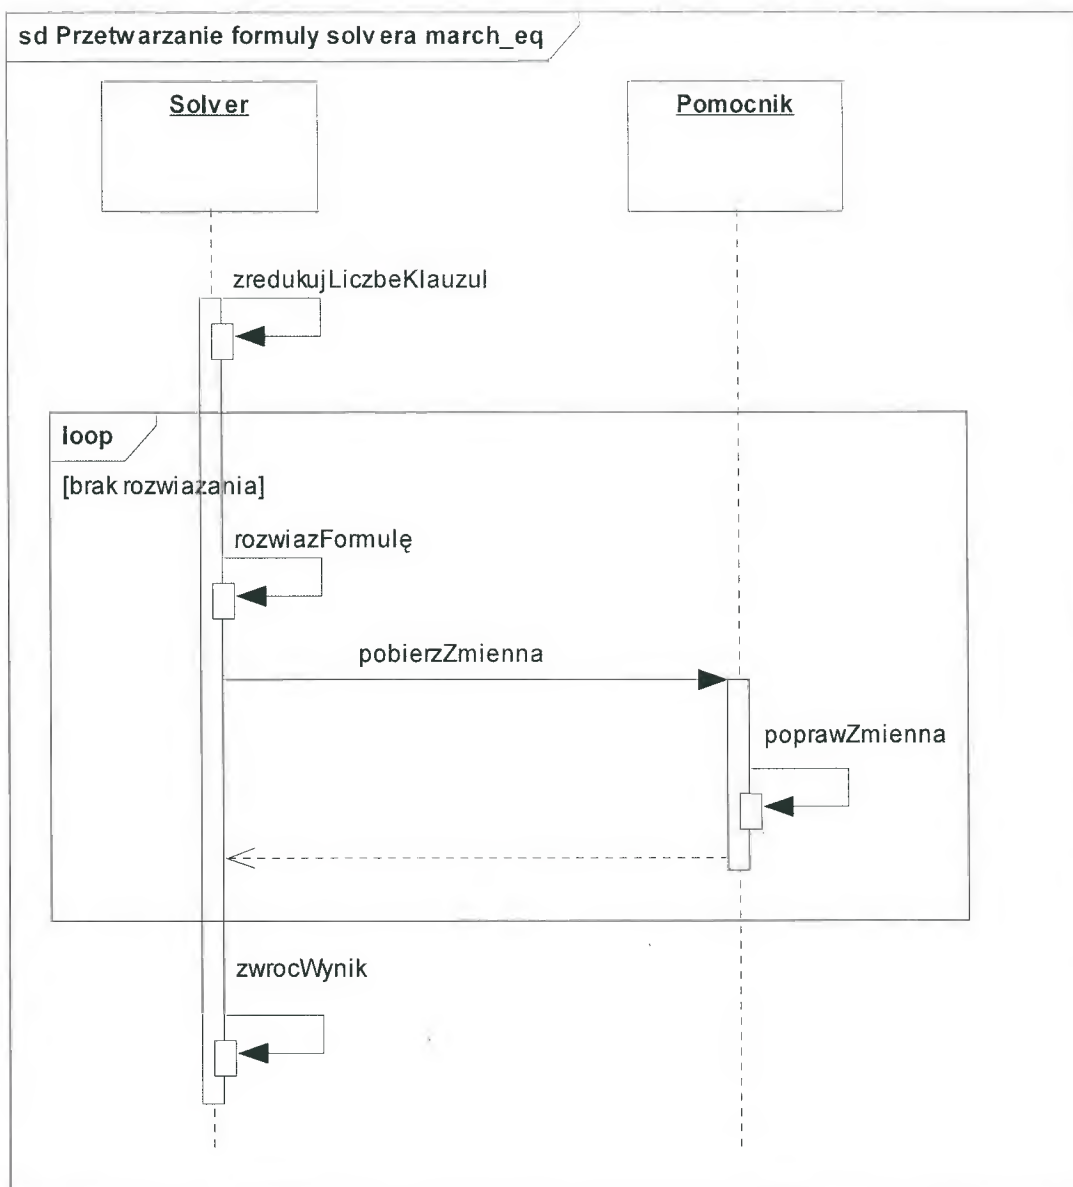 sd Przetwarzanie formuly solvera march_eq
Solver
Pomocnik
zredukujLiczbeKlauzul
loop
[brak rozwiazania]
rozwiazFormulę
pobierzZmienna
poprawZmienna
zwrocWynik